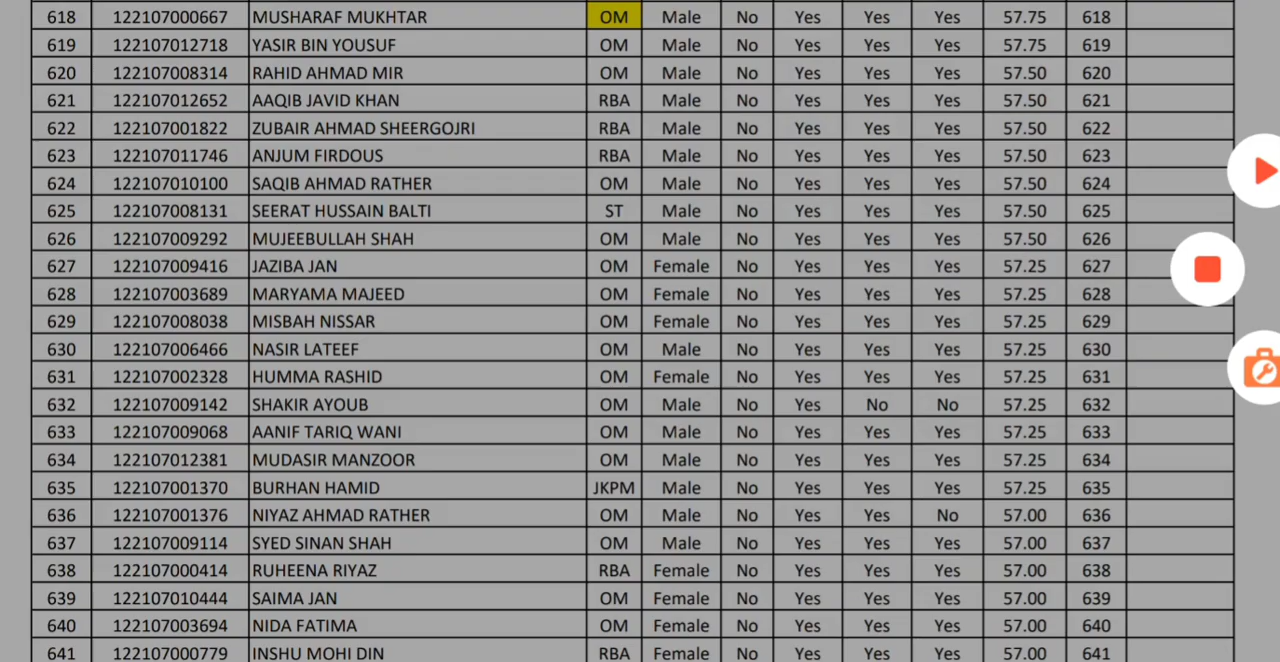 618 122107000667 MUSHARAF MUKHTAR OM Male No Yes Yes Yes 57.75 618
619 122107012718 YASIR BIN YOUSUF OM Male No Yes Yes Yes 57.75 619
620 122107008314 RAHID AHMAD MIR OM Male No Yes Yes Yes 57.50 620
621 122107012652 AAQIB JAVID KHAN RBA Male No Yes Yes Yes 57.50 621
622 122107001822 ZUBAIR AHMAD SHEERGOJRI RBA Male No Yes Yes Yes 57.50 622
623 122107011746 ANJUM FIRDOUS RBA Male No Yes Yes Yes 57.50 623
624 122107010100 SAQIB AHMAD RATHER OM Male No Yes Yes Yes 57.50 624
625 122107008131 SEERAT HUSSAIN BALTI ST Male No Yes Yes Yes 57.50 625
626 122107009292 MUJEEBULLAH SHAH OM Male No Yes Yes Yes 57.50 626
627 122107009416 JAZIBA JAN OM Female No Yes Yes Yes 57.25 627
628 122107003689 MARYAMA MAJEED OM Female No Yes Yes Yes 57.25 628
629 122107008038 MISBAH NISSAR OM Female No Yes Yes Yes 57.25 629
630 122107006466 NASIR LATEEF OM Male No Yes Yes Yes 57.25 630
631 122107002328 HUMMA RASHID OM Female No Yes Yes Yes 57.25 631
632 122107009142 SHAKIR AYOUB OM Male No Yes No No 57.25 632
633 122107009068 AANIF TARIQ WANI OM Male No Yes Yes Yes 57.25 633
634 122107012381 MUDASIR MANZOOR OM Male No Yes Yes Yes 57.25 634
635 122107001370 BURHAN HAMID JKPM Male No Yes Yes Yes 57.25 635
636 122107001376 NIYAZ AHMAD RATHER OM Male No Yes Yes No 57.00 636
637 122107009114 SYED SINAN SHAH OM Male No Yes Yes Yes 57.00 637
638 122107000414 RUHEENA RIYAZ RBA Female No Yes Yes Yes 57.00 638
639 122107010444 SAIMA JAN OM Female No Yes Yes Yes 57.00 639
640 122107003694 NIDA FATIMA OM Female No Yes Yes Yes 57.00 640
641 122107000779 INSHU MOHI DIN RBA Female No Yes Yes Yes 57.00 641